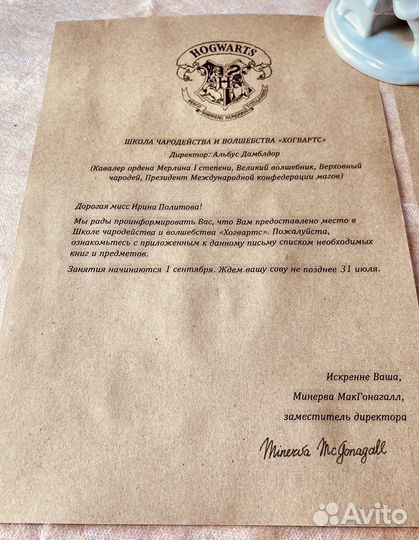 HOGWARTS
ШКОЛА ЧАРОДЕЙСТВА И ВОЛШЕБСТВА «ХОГВАРТС»
Директор: Альбус Дамблдор
(Кавалер ордена Мерлина I степени, Великий волшебник, Верховный
чародей, Президент Международной конфедерации магов)
Дорогая мисс Ирина Политова!
Мы рады проинформировать Вас, что Вам предоставлено место в
Школе чародейства и волшебства «Хогвартс». Пожалуйста,
ознакомьтесь с приложенным к данному письму списком необходимых
книг и предметов.
Занятия начинаются 1 сентября. Ждем вашу сову не позднее 31 июля.
Искренне Ваша,
Минерва МакГонагалл,
заместитель директора
Minerva McGonagall
Avito